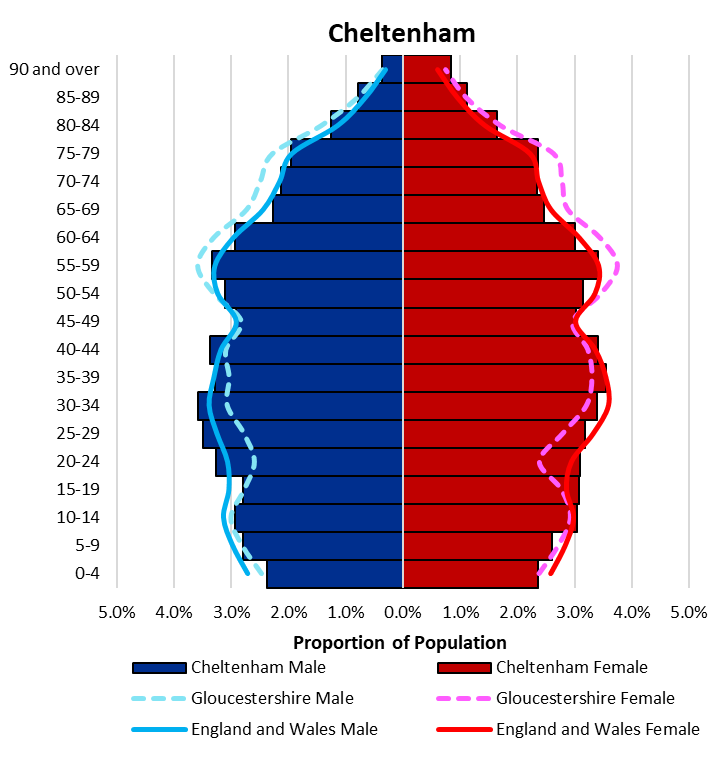 Cheltenham
90 and over
85-89
80-84
75-79
70-74
65-69
60-64
55-59
50-54
45-49
40-44
35-39
30-34
25-29
20-24
15-19
10-14
5-9
0-4
5.0% 4.0% 3.0% 2.0% 1.0% 0.0% 1.0% 2.0% 3.0% 4.0% 5.0%
Proportion of Population
Cheltenham Male Cheltenham Female
Gloucestershire Male Gloucestershire Female
England and Wales Male England and Wales Female